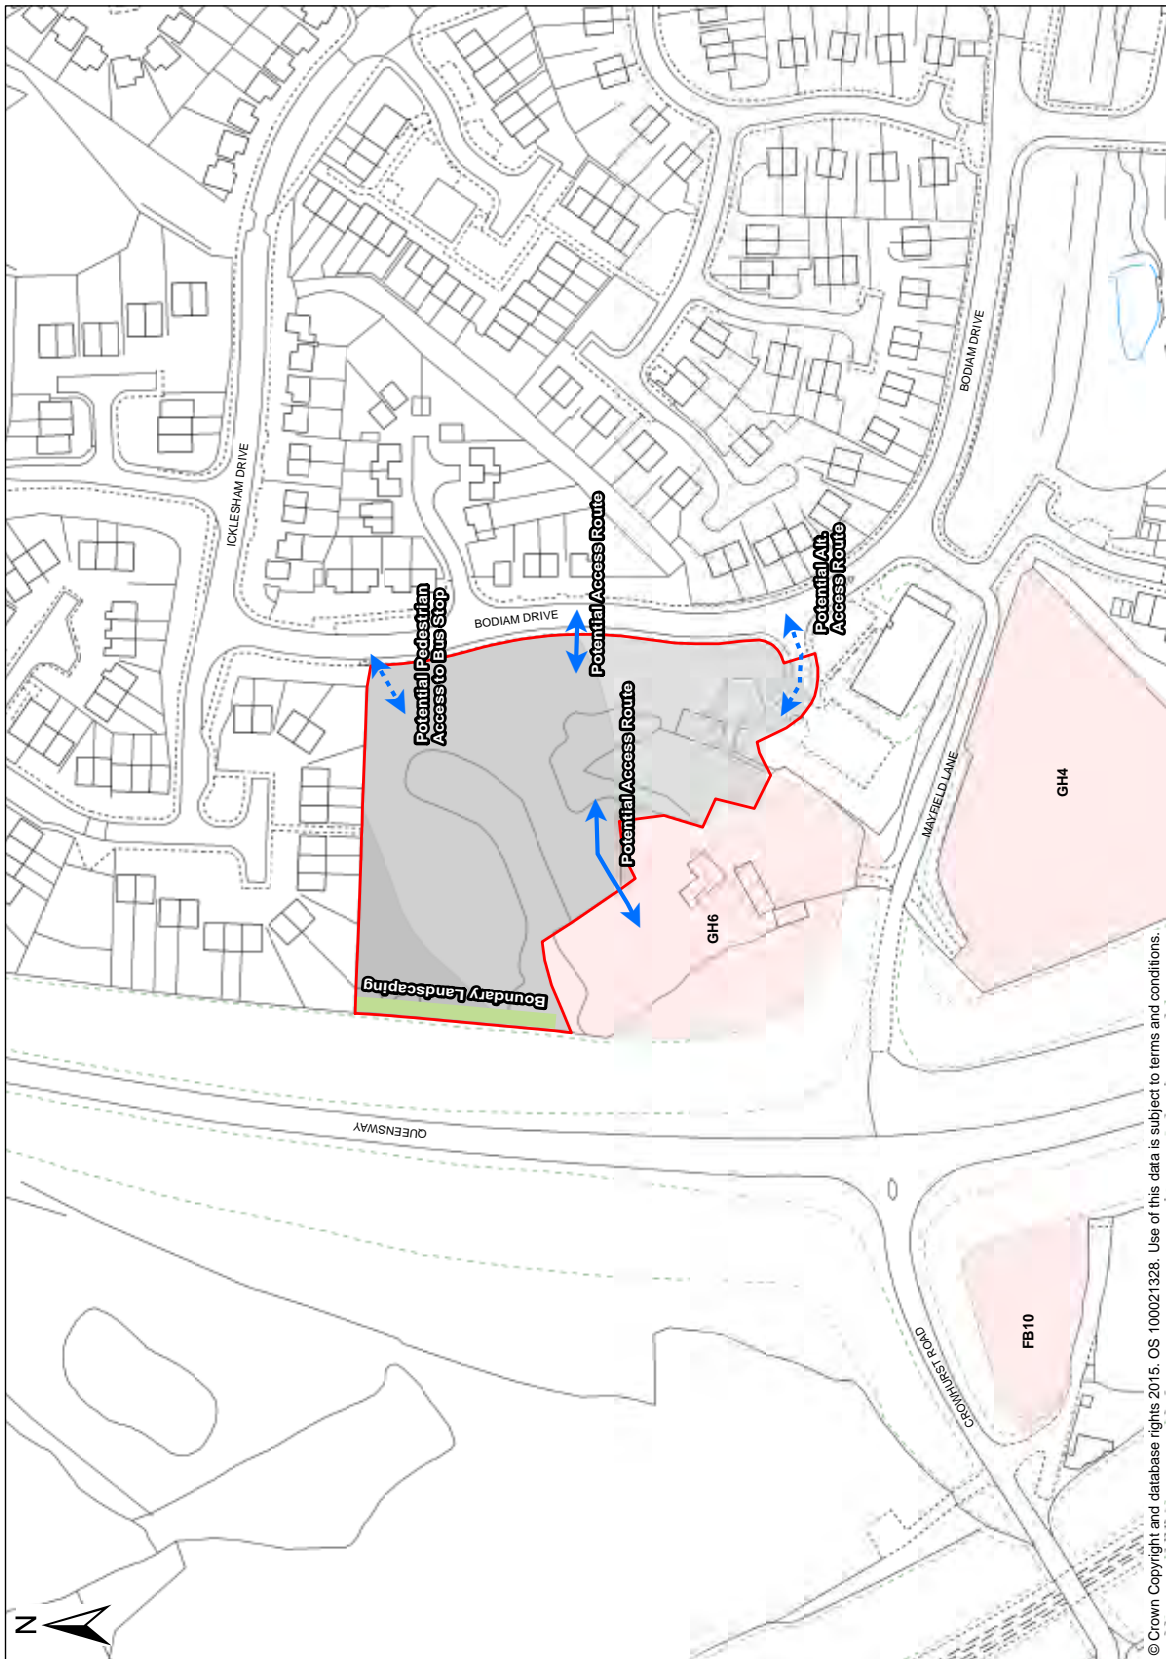 ICKLESHAM DRIVE
BODIAM DRIVE
BODIAM DRIVE
Potential Pedestrian
Access to Bus Stop
Potential Access Route
Potential Alt.
Access Route
Potential Access Route
Boundary Landscaping
QUEENSWAY
MAYFIELD LANE
GH4
GH6
FB10
CROWHURST ROAD
N
© Crown Copyright and database rights 2015. OS 100021328. Use of this data is subject to terms and conditions.